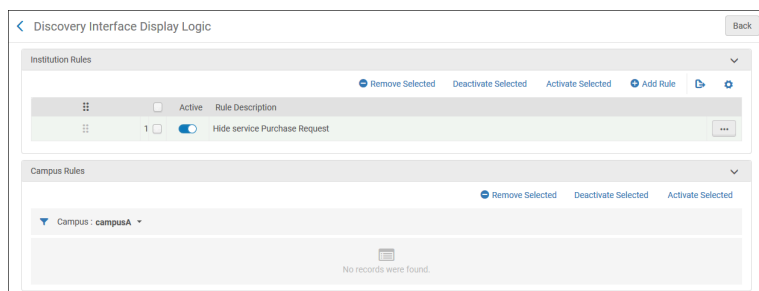 Discovery Interface Display Logic
Back
Institution Rules
Remove Selected Deactivate Selected Activate Selected Add Rule
Active Rule Description
1 Hide service Purchase Request
Campus Rules
Remove Selected Deactivate Selected Activate Selected
Campus : campusA
No records were found.